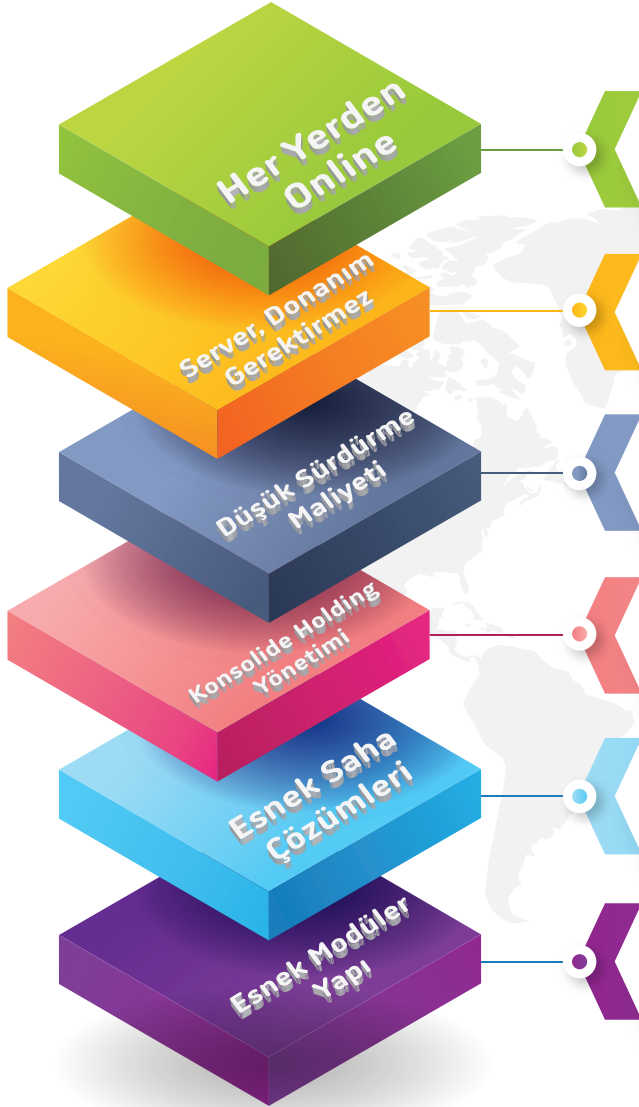 Her Yerden
Online
Server, Donanım
Gerektirmez
Düşük Sürdürme
Maliyeti
Konsolide Holding
Yönetimi
Esnek Saha
Çözümleri
Esnek Modüler
Yapı